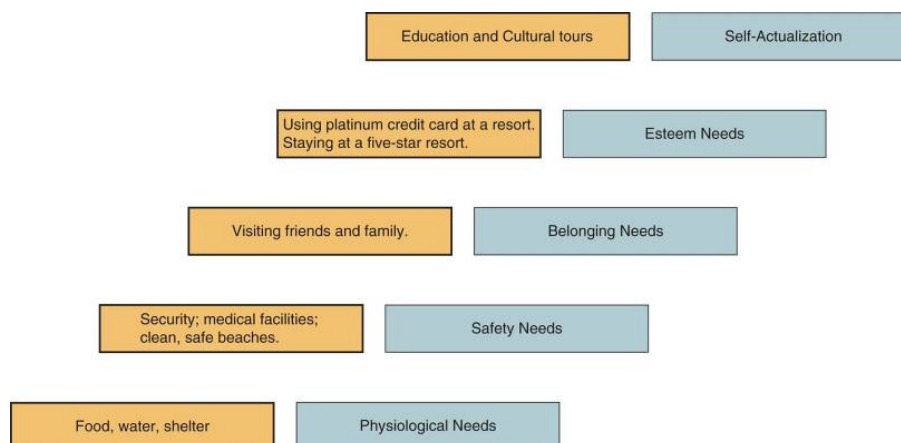 Education and Cultural tours
Self-Actualization
Using platinum credit card at a resort.
Staying at a five-star resort.
Esteem Needs
Visiting friends and family.
Belonging Needs
Security; medical facilities;
clean, safe beaches.
Safety Needs
Food, water, shelter
Physiological Needs